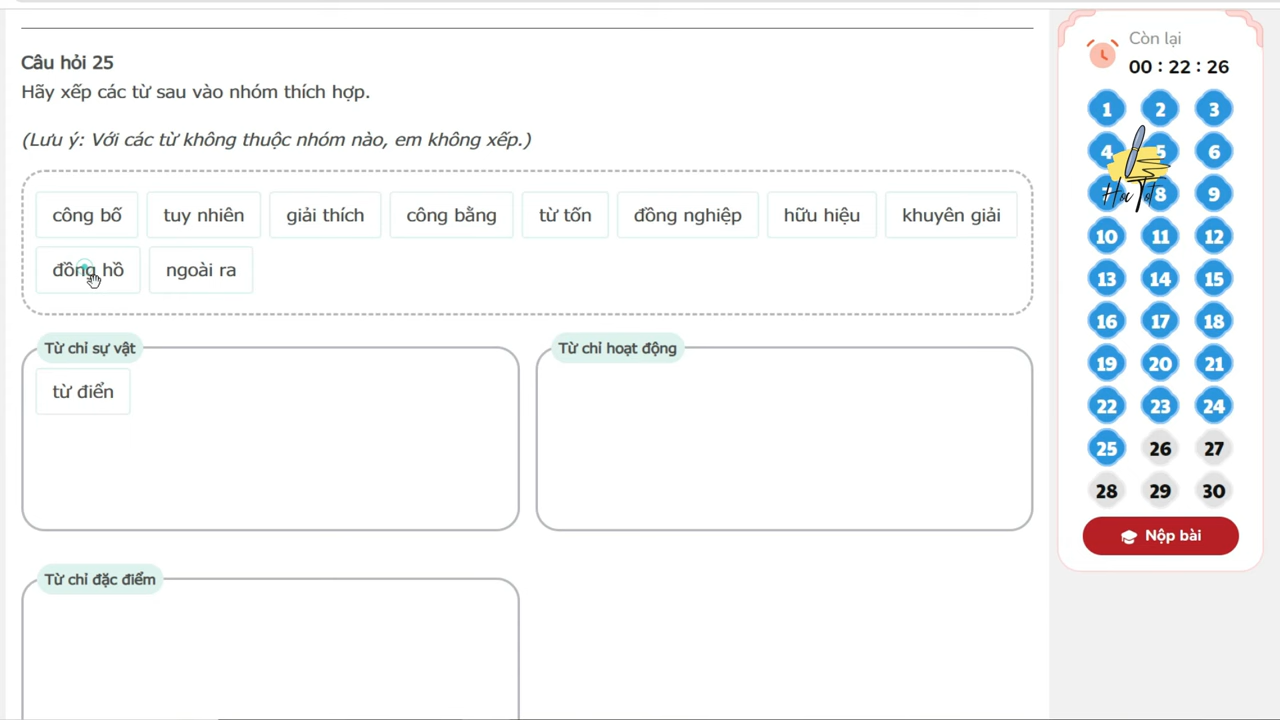 Câu hỏi 25
Hãy xếp các từ sau vào nhóm thích hợp.
(Lưu ý: Với các từ không thuộc nhóm nào, em không xếp.)
công bố tuy nhiên giải thích công bằng từ tốn đồng nghiệp hữu hiệu khuyên giải
đồng hồ ngoài ra
Từ chỉ sự vật
từ điển
Từ chỉ hoạt động
Từ chỉ đặc điểm
Còn lại
00 : 22 : 26
1 2 3
4 5 6
8 9
10 11 12
13 14 15
16 17 18
19 20 21
22 23 24
25 26 27
28 29 30
Học Tốt
Nộp bài